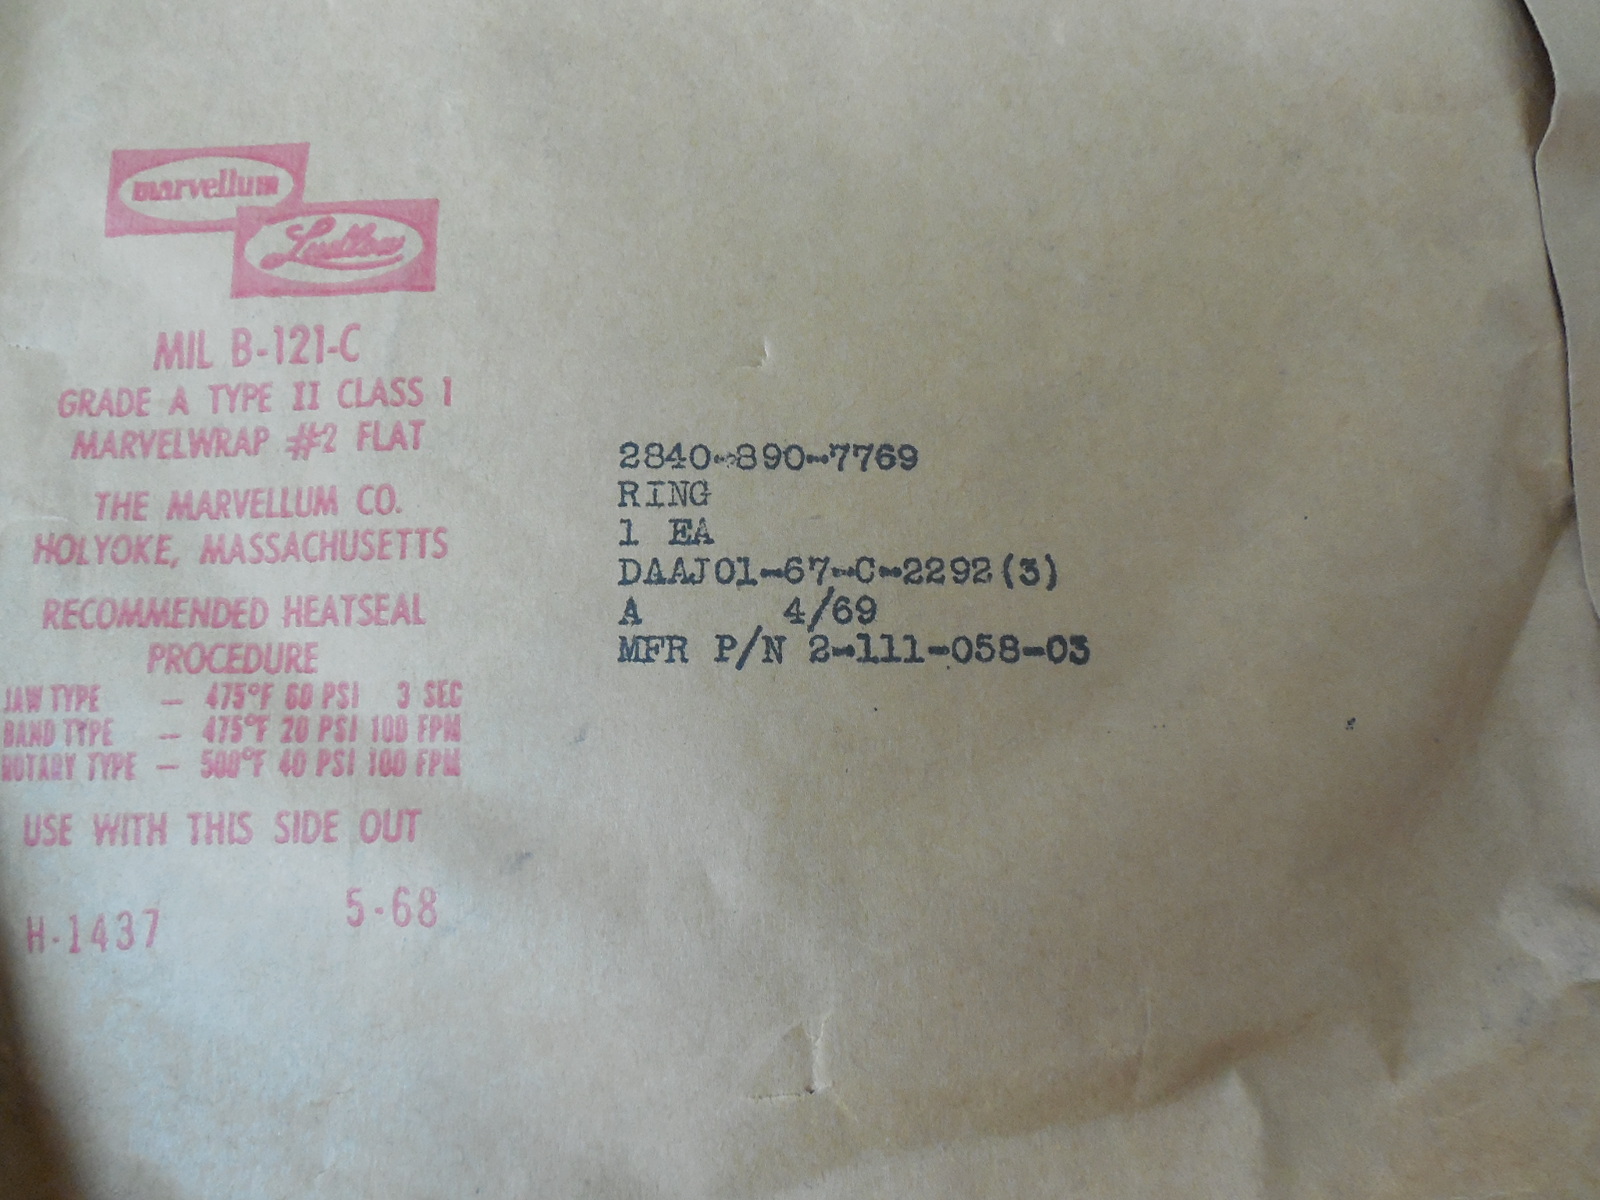 marvellum
Ludlow
MIL B-121-C
GRADE A TYPE II CLASS 1
MARVELWRAP #2 FLAT
THE MARVELLUM CO.
HOLYOKE, MASSACHUSETTS
RECOMMENDED HEATSEAL
PROCEDURE
JAW TYPE — 475°F 60 PSI 3 SEC
BAND TYPE — 475°F 20 PSI 100 FPM
ROTARY TYPE — 500°F 40 PSI 100 FPM
USE WITH THIS SIDE OUT
H-1437 5-68
2840-890-7769
RING
1 EA
DAAJ01-67-C-2292(3)
A 4/69
MFR P/N 2-111-058-03